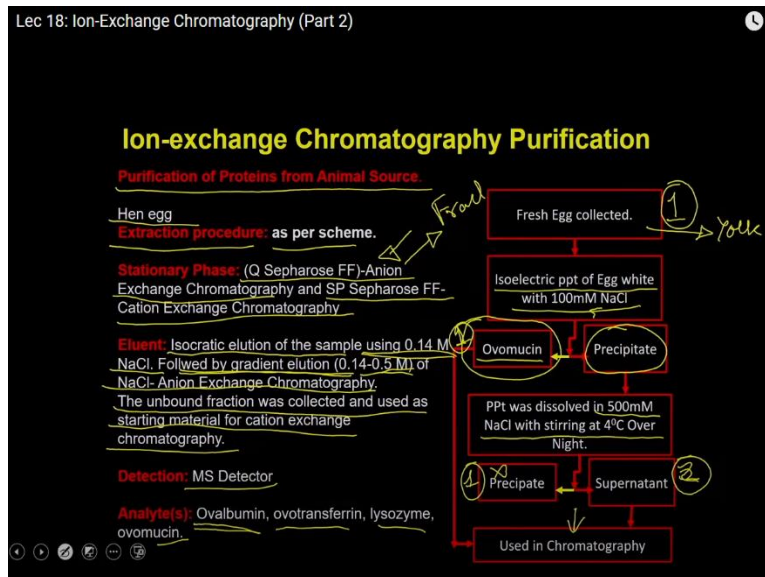 Lec 18: Ion-Exchange Chromatography (Part 2)
Ion-exchange Chromatography Purification
Purification of Proteins from Animal Source.
Hen egg
Extraction procedure: as per scheme.
Stationary Phase: (Q Sepharose FF)-Anion
Exchange Chromatography and SP Sepharose FF-
Cation Exchange Chromatography
Eluent: Isocratic elution of the sample using 0.14 M
NaCl. Follwed by gradient elution (0.14-0.5 M) of
NaCl- Anion Exchange Chromatography.
The unbound fraction was collected and used as
starting material for cation exchange
chromatography.
Detection: MS Detector
Analyte(s): Ovalbumin, ovotransferrin, lysozyme,
ovomucin.
Fresh Egg collected.
1
Yolk
Isoelectric ppt of Egg white
with 100mM NaCl
1
Ovomucin
Precipitate
PPt was dissolved in 500mM
NaCl with stirring at 4⁰C Over
Night.
1
Precipate
Supernatant
2
Used in Chromatography